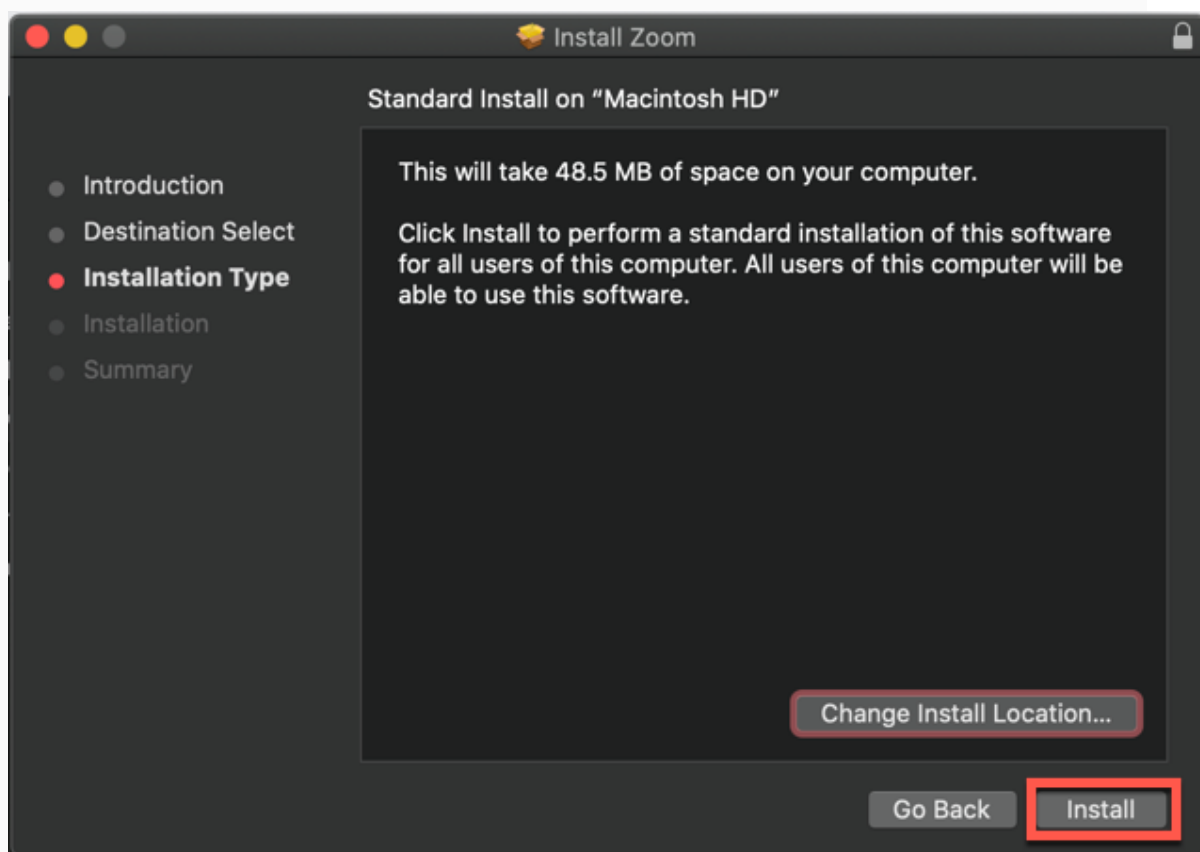 Install Zoom
Standard Install on “Macintosh HD”
Introduction
Destination Select
Installation Type
Installation
Summary
This will take 48.5 MB of space on your computer.
Click Install to perform a standard installation of this software
for all users of this computer. All users of this computer will be
able to use this software.
Change Install Location...
Go Back
Install